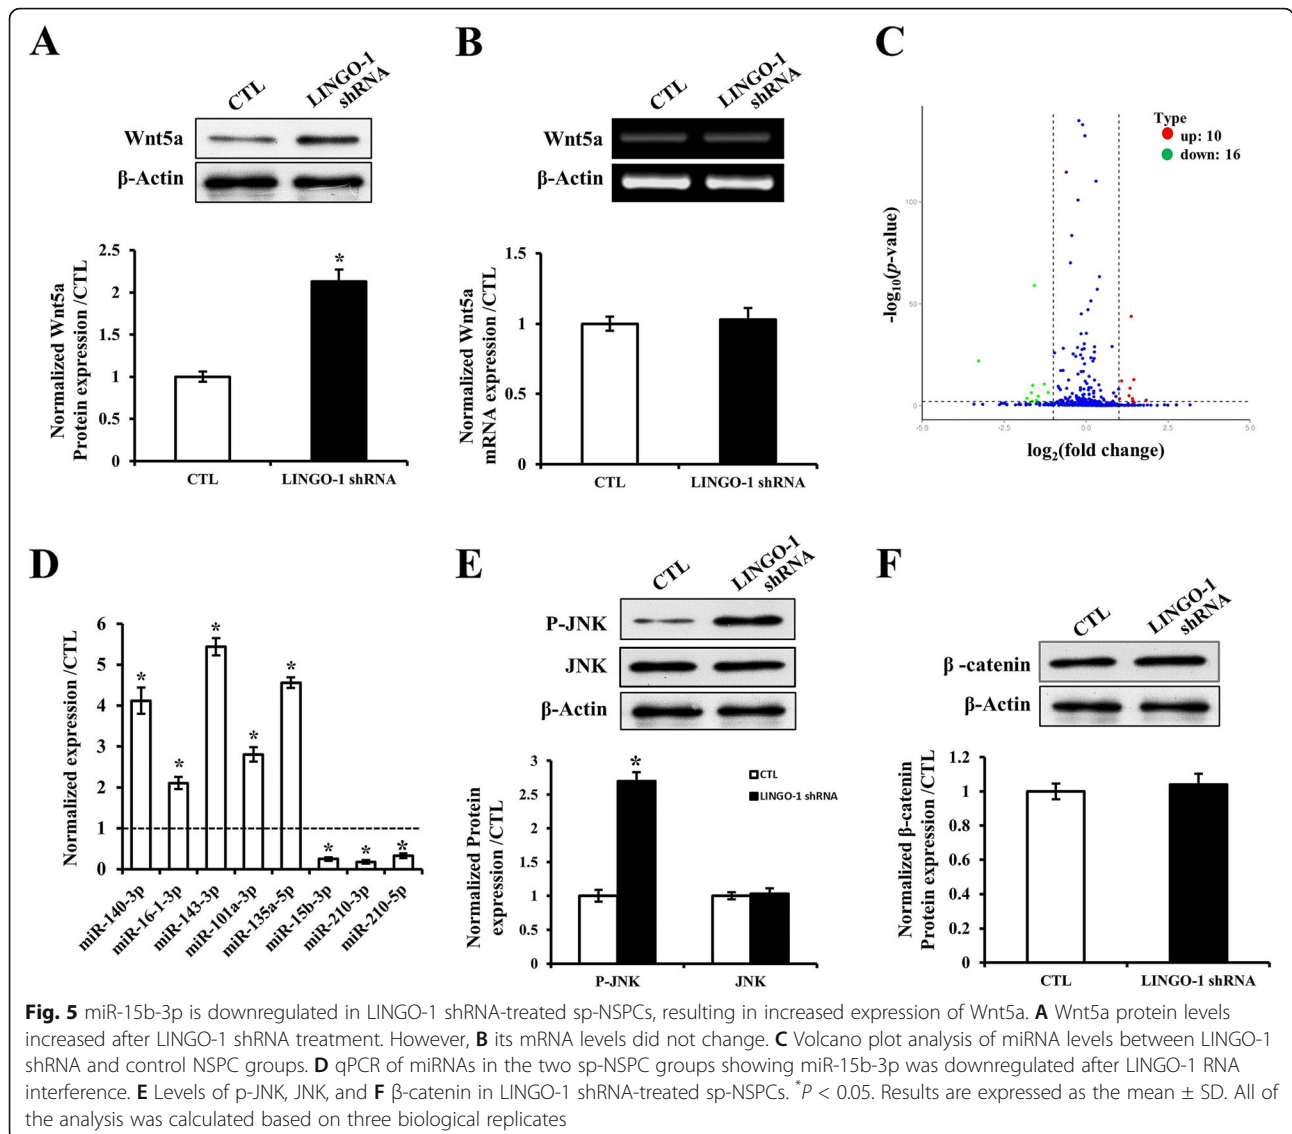 A
CTL
LINGO-1
shRNA
Wnt5a
β-Actin
Normalized Wnt5a
Protein expression /CTL
2.5
2
1.5
1
0.5
0
*
CTL
LINGO-1 shRNA
B
CTL
LINGO-1
shRNA
Wnt5a
β-Actin
Normalized Wnt5a
mRNA expression /CTL
1.5
1
0.5
0
CTL
LINGO-1 shRNA
C
Type
up: 10
down: 16
-log10(p-value)
100
50
0
-5.0
-2.5
0.0
2.5
5.0
log2(fold change)
D
Normalized expression /CTL
6
5
4
3
2
1
0
*
*
*
*
*
*
*
*
miR-140-3p
miR-16-1-3p
miR-143-3p
miR-101a-3p
miR-135a-5p
miR-15b-3p
miR-210-3p
miR-210-5p
E
CTL
LINGO-1
shRNA
P-JNK
JNK
β-Actin
Normalized Protein
expression /CTL
3
2.5
2
1.5
1
0.5
0
*
CTL
LINGO-1 shRNA
P-JNK
JNK
F
CTL
LINGO-1
shRNA
β -catenin
β-Actin
Normalized β-catenin
Protein expression /CTL
1.2
1
0.8
0.6
0.4
0.2
0
CTL
LINGO-1 shRNA
Fig. 5 miR-15b-3p is downregulated in LINGO-1 shRNA-treated sp-NSPCs, resulting in increased expression of Wnt5a. A Wnt5a protein levels
increased after LINGO-1 shRNA treatment. However, B its mRNA levels did not change. C Volcano plot analysis of miRNA levels between LINGO-1
shRNA and control NSPC groups. D qPCR of miRNAs in the two sp-NSPC groups showing miR-15b-3p was downregulated after LINGO-1 RNA
interference. E Levels of p-JNK, JNK, and F β-catenin in LINGO-1 shRNA-treated sp-NSPCs. *P < 0.05. Results are expressed as the mean ± SD. All of
the analysis was calculated based on three biological replicates